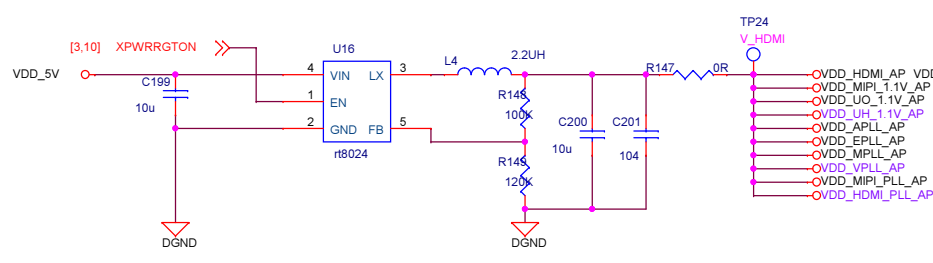 TP24
V_HDMI
[3,10] XPWRRGTON
U16
L4 2.2UH
R147 0R
VDD_5V
C199
10u
4 VIN LX 3
1 EN
2 GND FB 5
rt8024
R148
100K
R149
120K
C200
10u
C201
104
VDD_HDMI_AP VDD
VDD_MIPI_1.1V_AP
VDD_UO_1.1V_AP
VDD_UH_1.1V_AP
VDD_APLL_AP
VDD_EPLL_AP
VDD_MPLL_AP
VDD_VPLL_AP
VDD_MIPI_PLL_AP
VDD_HDMI_PLL_AP
DGND
DGND